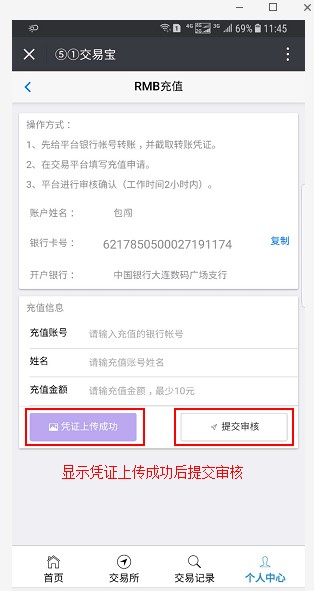 69% 11:45
⑤①交易宝
RMB充值
操作方式：
1、先给平台银行帐号转账，并截取转账凭证。
2、在交易平台填写充值申请。
3、平台进行审核确认（工作时间2小时内）。
账户姓名： 包闯
银行卡号： 6217850500027191174 复制
开户银行： 中国银行大连数码广场支行
充值信息
充值账号 请输入充值的银行帐号
姓名 请输入充值账号姓名
充值金额 请输入充值金额，最少10元
凭证上传成功 提交审核
显示凭证上传成功后提交审核
首页 交易所 交易记录 个人中心